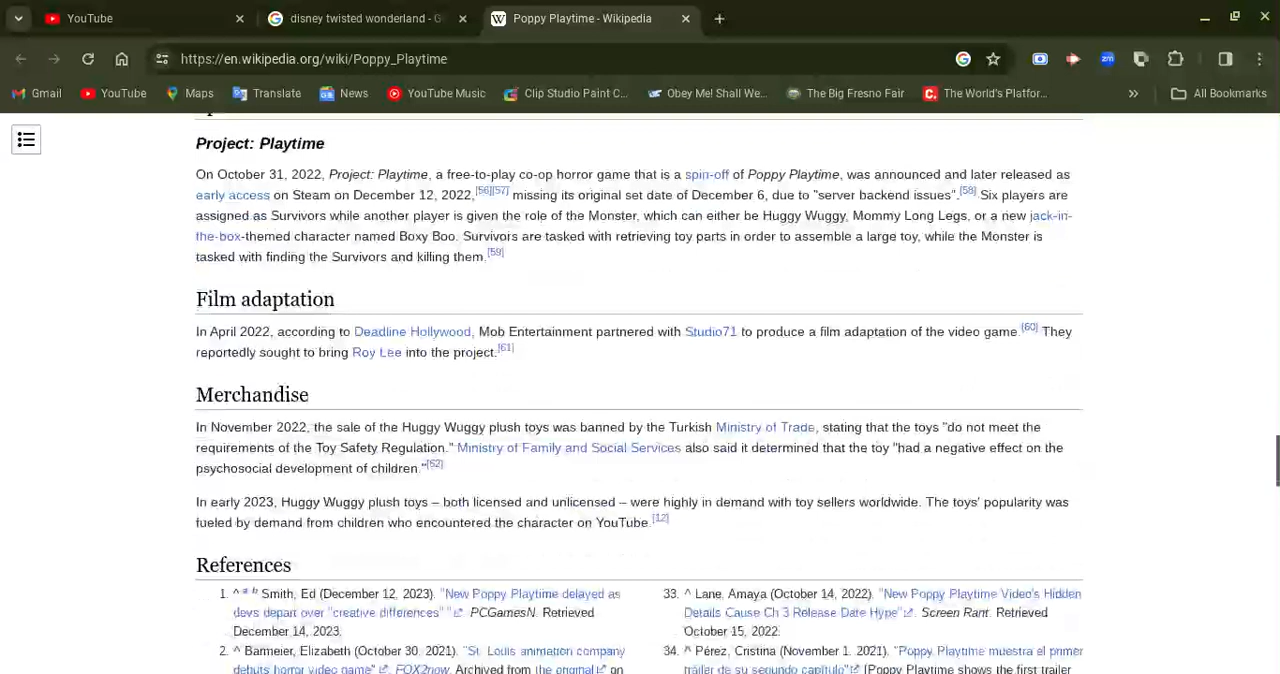 YouTube
disney twisted wonderland - G
Poppy Playtime - Wikipedia
https://en.wikipedia.org/wiki/Poppy_Playtime
Gmail YouTube Maps Translate News YouTube Music Clip Studio Paint C... Obey Me! Shall We... The Big Fresno Fair The World's Platfor... » All Bookmarks
Project: Playtime
On October 31, 2022, Project: Playtime, a free-to-play co-op horror game that is a spin-off of Poppy Playtime, was announced and later released as
early access on Steam on December 12, 2022,[56][57] missing its original set date of December 6, due to "server backend issues".[58] Six players are
assigned as Survivors while another player is given the role of the Monster, which can either be Huggy Wuggy, Mommy Long Legs, or a new jack-in-
the-box-themed character named Boxy Boo. Survivors are tasked with retrieving toy parts in order to assemble a large toy, while the Monster is
tasked with finding the Survivors and killing them.[59]
Film adaptation
In April 2022, according to Deadline Hollywood, Mob Entertainment partnered with Studio71 to produce a film adaptation of the video game.[60] They
reportedly sought to bring Roy Lee into the project.[61]
Merchandise
In November 2022, the sale of the Huggy Wuggy plush toys was banned by the Turkish Ministry of Trade, stating that the toys "do not meet the
requirements of the Toy Safety Regulation." Ministry of Family and Social Services also said it determined that the toy "had a negative effect on the
psychosocial development of children."[62]
In early 2023, Huggy Wuggy plush toys – both licensed and unlicensed – were highly in demand with toy sellers worldwide. The toys' popularity was
fueled by demand from children who encountered the character on YouTube.[12]
References
1. ^ a b Smith, Ed (December 12, 2023). "New Poppy Playtime delayed as
devs depart over "creative differences" ". PCGamesN. Retrieved
December 14, 2023.
2. ^ Barmeier, Elizabeth (October 30, 2021). "St. Louis animation company
debuts horror video game". FOX2now. Archived from the original on
33. ^ Lane, Amaya (October 14, 2022). "New Poppy Playtime Video's Hidden
Details Cause Ch 3 Release Date Hype". Screen Rant. Retrieved
October 15, 2022.
34. ^ Pérez, Cristina (November 1, 2021). "Poppy Playtime muestra el primer
tráiler de su segundo capítulo" [Poppy Playtime shows the first trailer